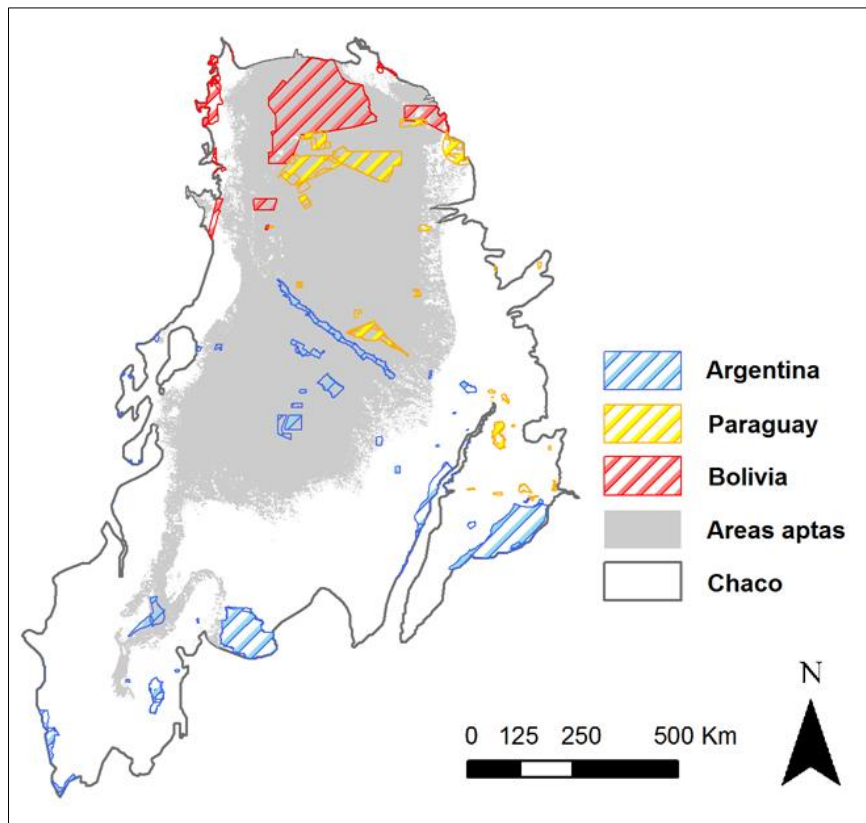 Argentina
Paraguay
Bolivia
Areas aptas
Chaco
N
0 125 250 500 Km